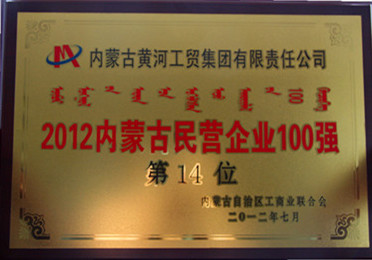 内蒙古黄河工贸集团有限责任公司
2012内蒙古民营企业100强
第14位
内蒙古自治区工商业联合会
二〇一二年七月